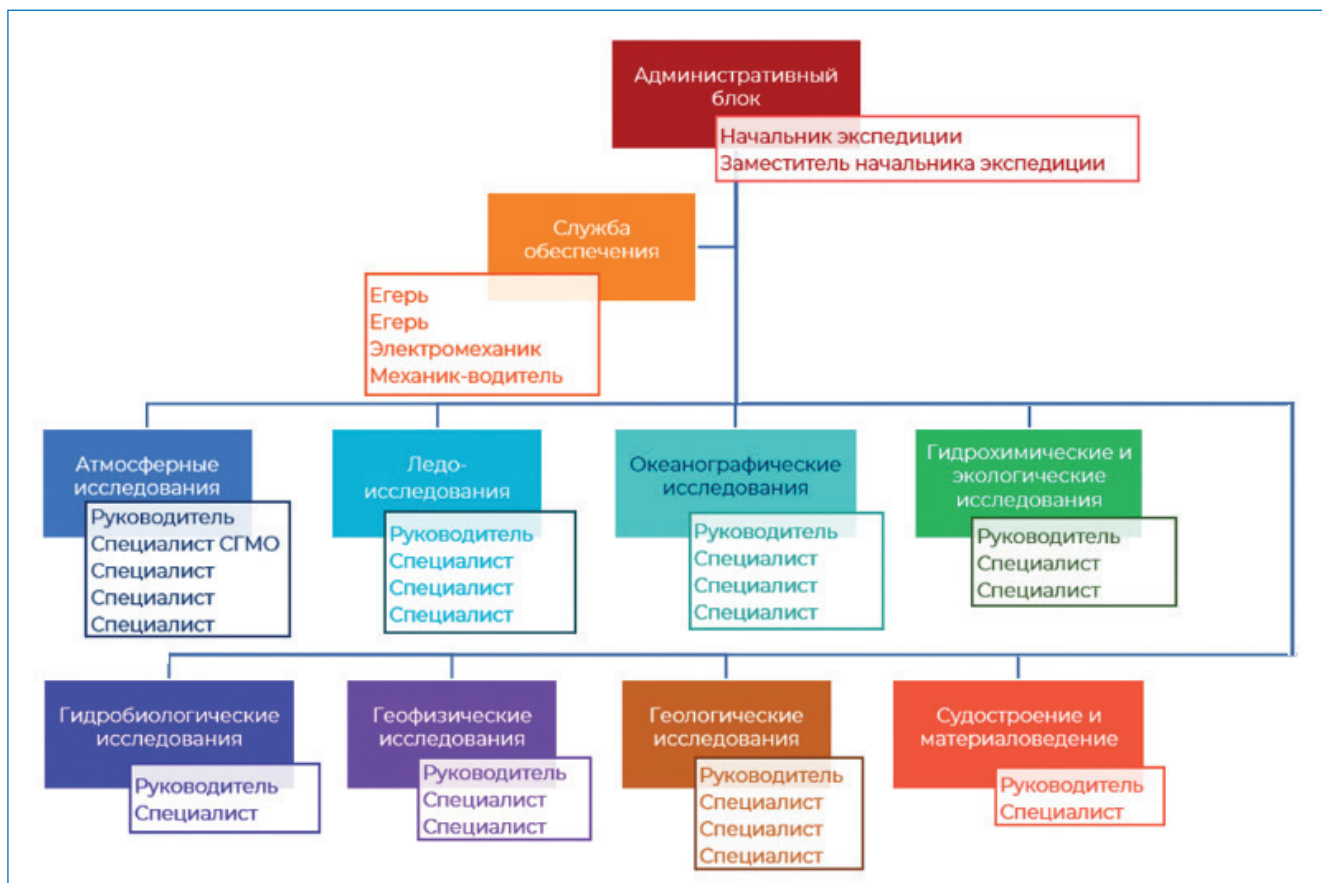 Административный
блок
Начальник экспедиции
Заместитель начальника экспедиции
Служба
обеспечения
Егерь
Егерь
Электромеханик
Механик-водитель
Атмосферные
исследования
Руководитель
Специалист СГМО
Специалист
Специалист
Специалист
Ледо-
исследования
Руководитель
Специалист
Специалист
Специалист
Океанографические
исследования
Руководитель
Специалист
Специалист
Специалист
Гидрохимические и
экологические
исследования
Руководитель
Специалист
Специалист
Гидробиологические
исследования
Руководитель
Специалист
Геофизические
исследования
Руководитель
Специалист
Специалист
Геологические
исследования
Руководитель
Специалист
Специалист
Специалист
Судостроение и
материаловедение
Руководитель
Специалист